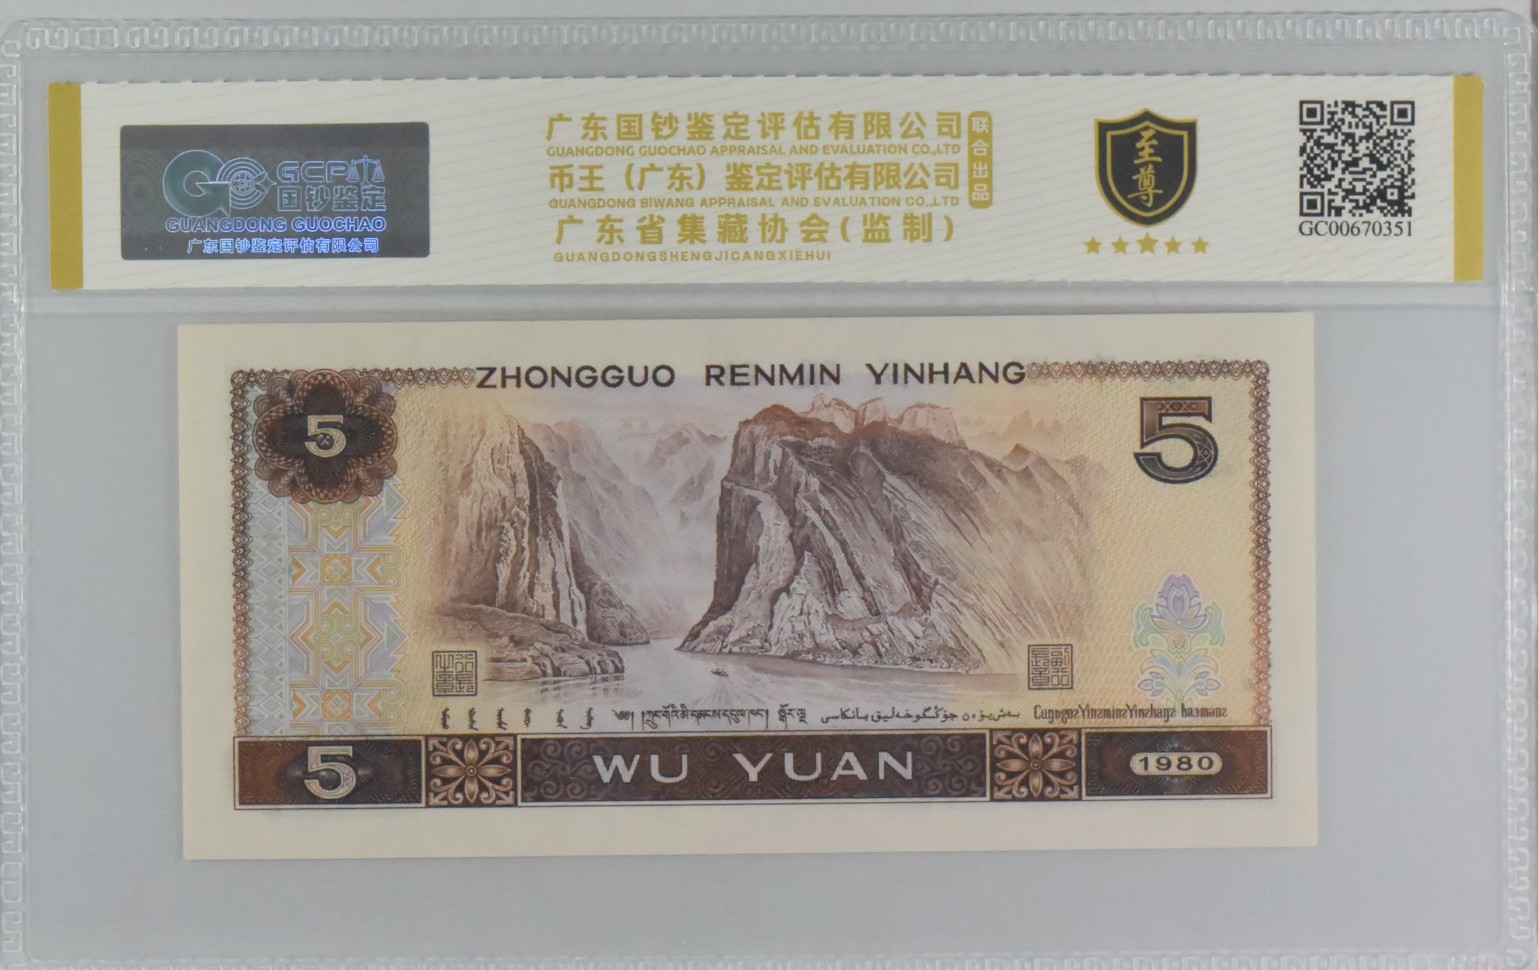 GCP
国钞鉴定
GUANGDONG GUOCHAO
广东国钞鉴定评估有限公司
广东国钞鉴定评估有限公司
GUANGDONG GUOCHAO APPRAISAL AND EVALUATION CO.,LTD
币王（广东）鉴定评估有限公司
GUANGDONG BIWANG APPRAISAL AND EVALUATION CO.,LTD
广东省集藏协会(监制)
GUANGDONGSHENGJICANGXIEHUI
联合出品
至尊
GC00670351
ZHONGGUO RENMIN YINHANG
5
5
5
WU YUAN
1980